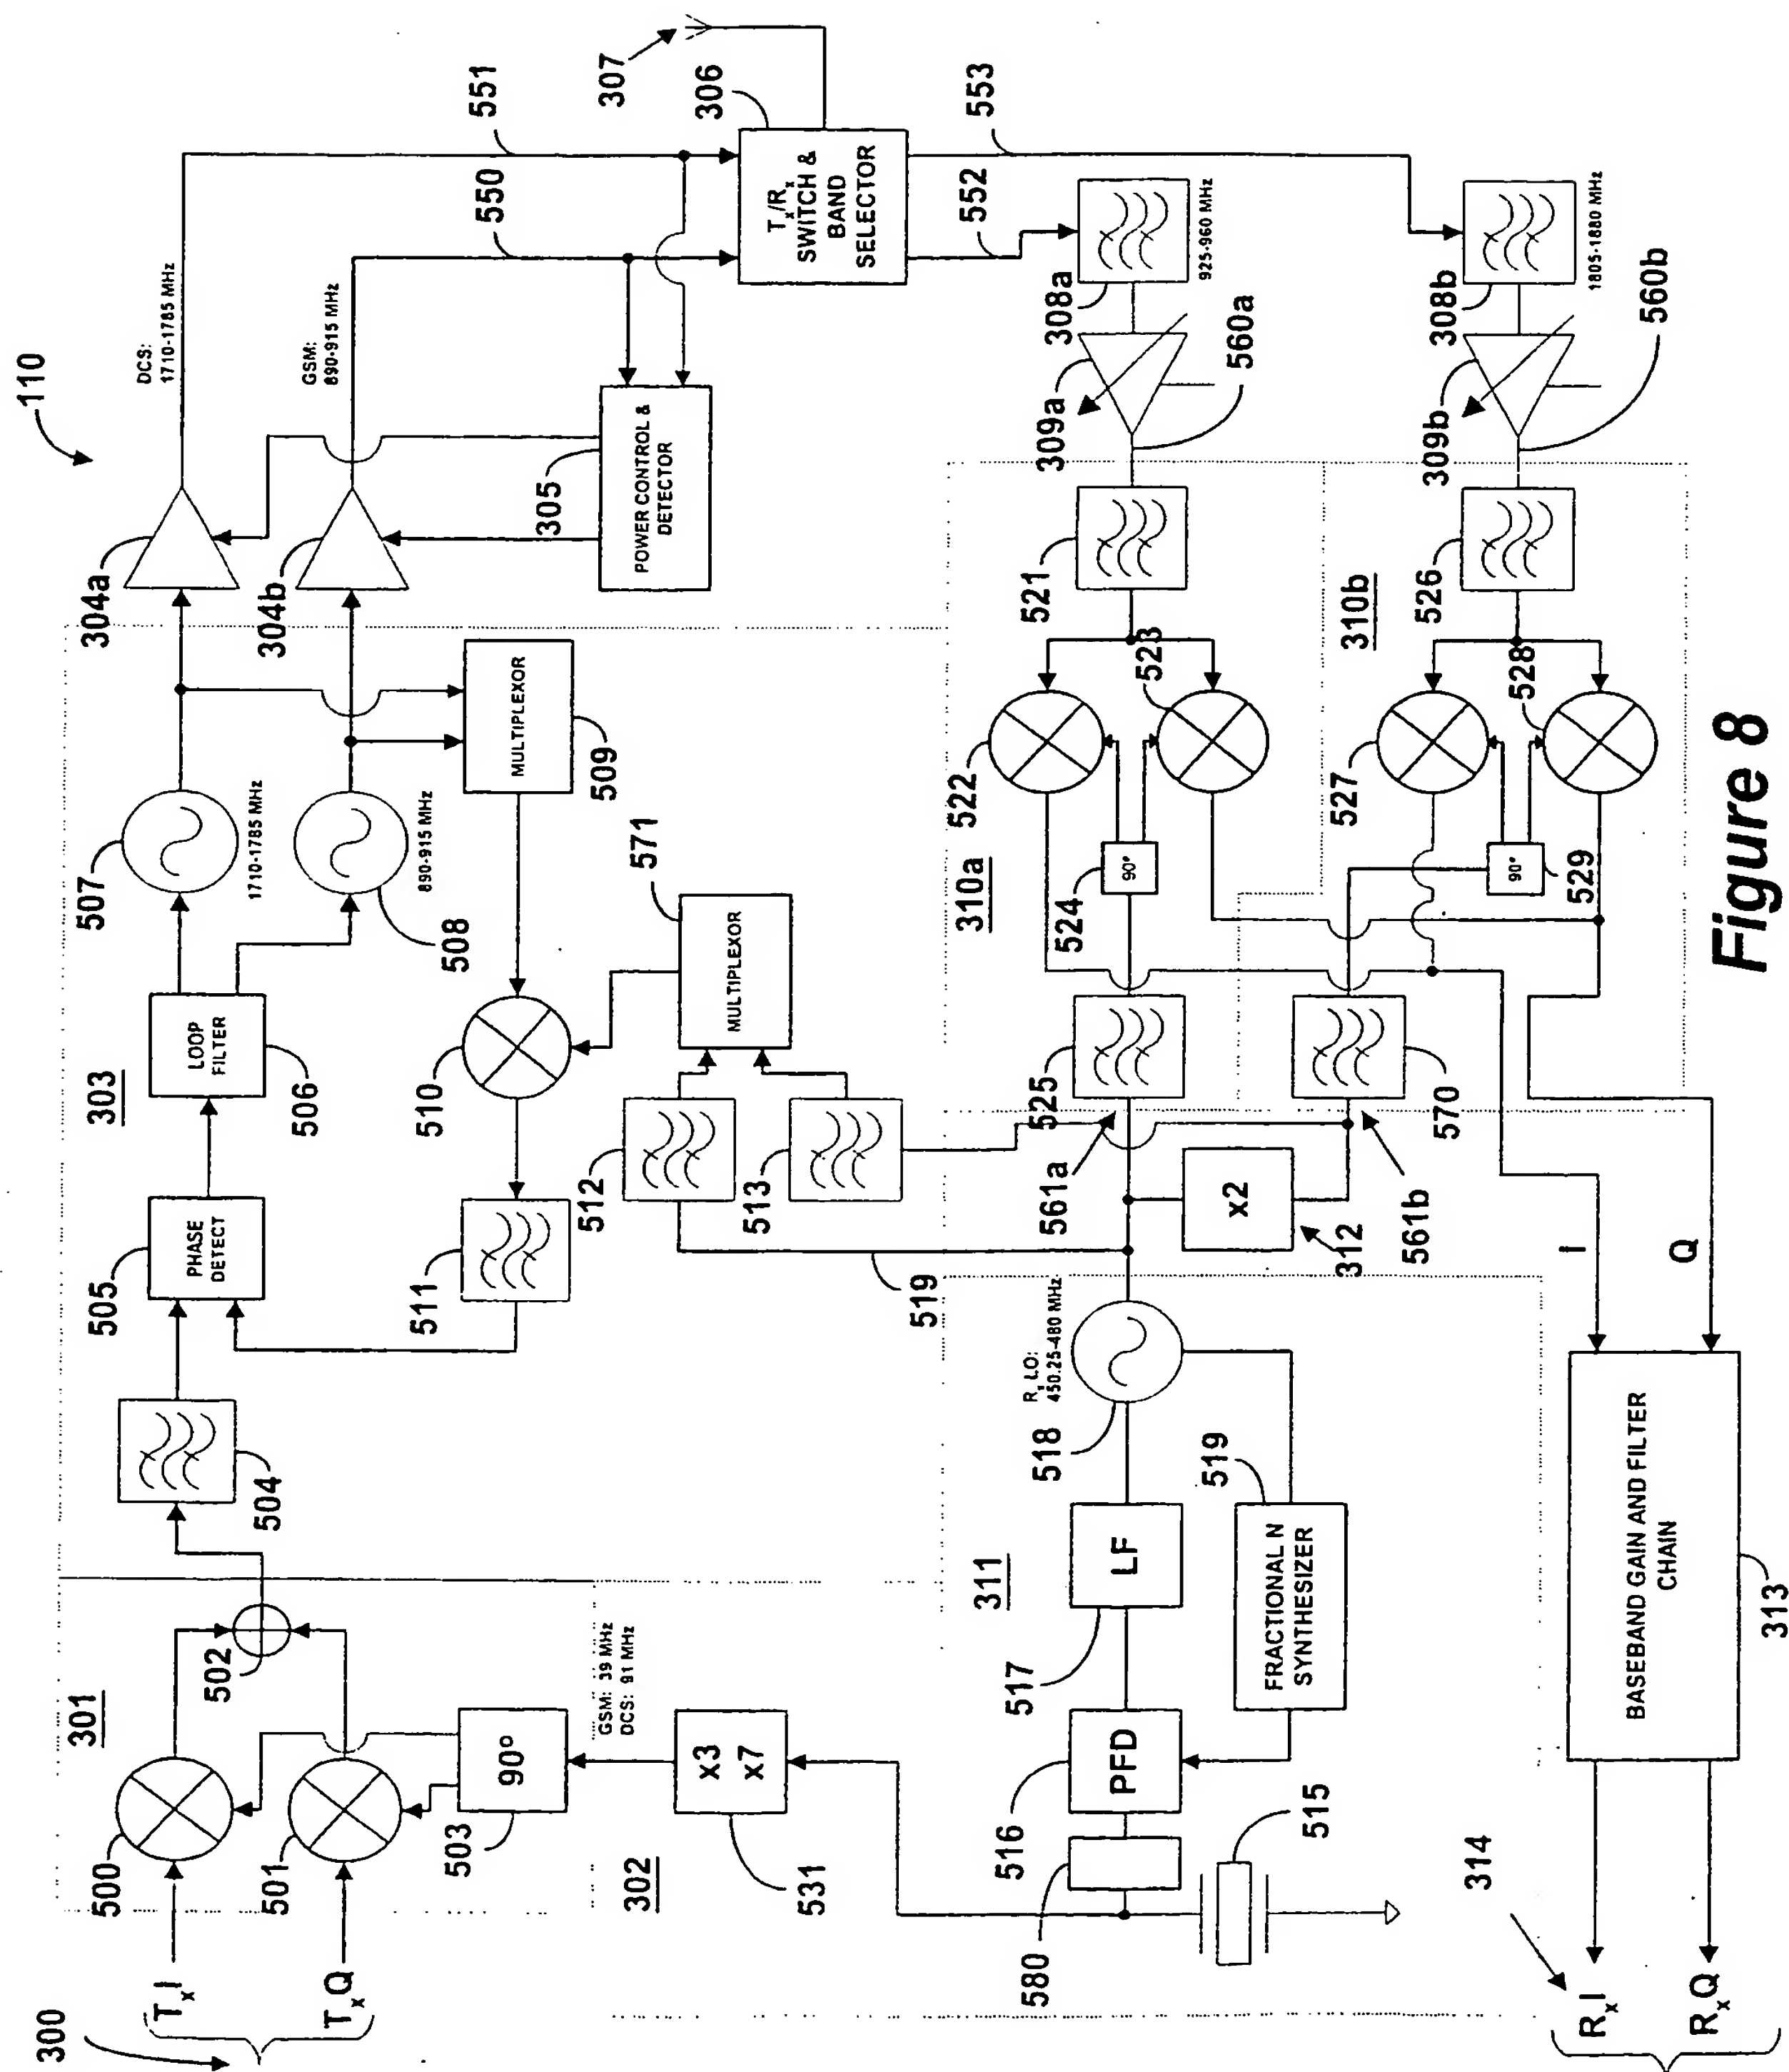 110
DCS:
1710-1785 MHz
GSM:
890-915 MHz
551
550
307
306
Tx/Rx
SWITCH &
BAND
SELECTOR
553
552
304a
304b
305
POWER CONTROL &
DETECTOR
308a
925-960 MHz
308b
1805-1880 MHz
309a
560a
309b
560b
507
1710-1785 MHz
508
890-915 MHz
MULTIPLEXOR
509
571
MULTIPLEXOR
521
526
310b
522
523
527
528
310a
524
90°
90°
529
303
LOOP
FILTER
506
510
525
570
505
PHASE
DETECT
511
512
513
561a
x2
561b
312
519
I
Q
504
Rx LO:
450.25-480 MHz
518
519
311
LF
517
FRACTIONAL N
SYNTHESIZER
301
502
GSM: 39 MHz
DCS: 91 MHz
500
501
90°
503
302
x3
x7
531
516
PFD
515
580
BASEBAND GAIN AND FILTER
CHAIN
313
314
300
TxI
TxQ
RxI
RxQ
Figure 8